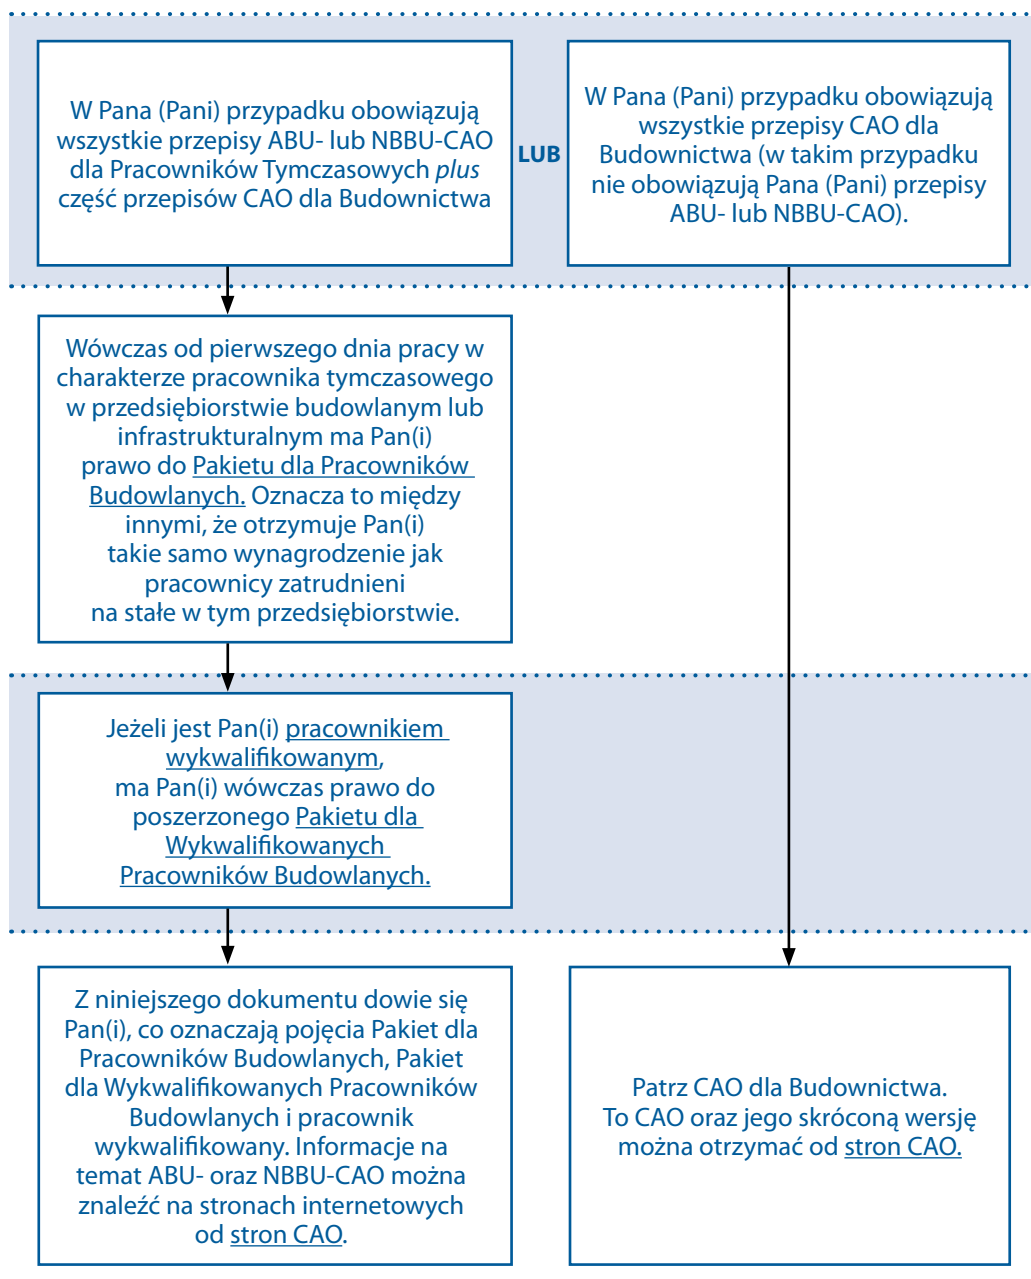 W Pana (Pani) przypadku obowiązują
wszystkie przepisy ABU- lub NBBU-CAO
dla Pracowników Tymczasowych plus
część przepisów CAO dla Budownictwa
LUB
W Pana (Pani) przypadku obowiązują
wszystkie przepisy CAO dla
Budownictwa (w takim przypadku
nie obowiązują Pana (Pani) przepisy
ABU- lub NBBU-CAO).
Wówczas od pierwszego dnia pracy w
charakterze pracownika tymczasowego
w przedsiębiorstwie budowlanym lub
infrastrukturalnym ma Pan(i)
prawo do Pakietu dla Pracowników
Budowlanych. Oznacza to między
innymi, że otrzymuje Pan(i)
takie samo wynagrodzenie jak
pracownicy zatrudnieni
na stałe w tym przedsiębiorstwie.
Jeżeli jest Pan(i) pracownikiem
wykwalifikowanym,
ma Pan(i) wówczas prawo do
poszerzonego Pakietu dla
Wykwalifikowanych
Pracowników Budowlanych.
Z niniejszego dokumentu dowie się
Pan(i), co oznaczają pojęcia Pakiet dla
Pracowników Budowlanych, Pakiet
dla Wykwalifikowanych Pracowników
Budowlanych i pracownik
wykwalifikowany. Informacje na
temat ABU- oraz NBBU-CAO można
znaleźć na stronach internetowych
od stron CAO.
Patrz CAO dla Budownictwa.
To CAO oraz jego skróconą wersję
można otrzymać od stron CAO.